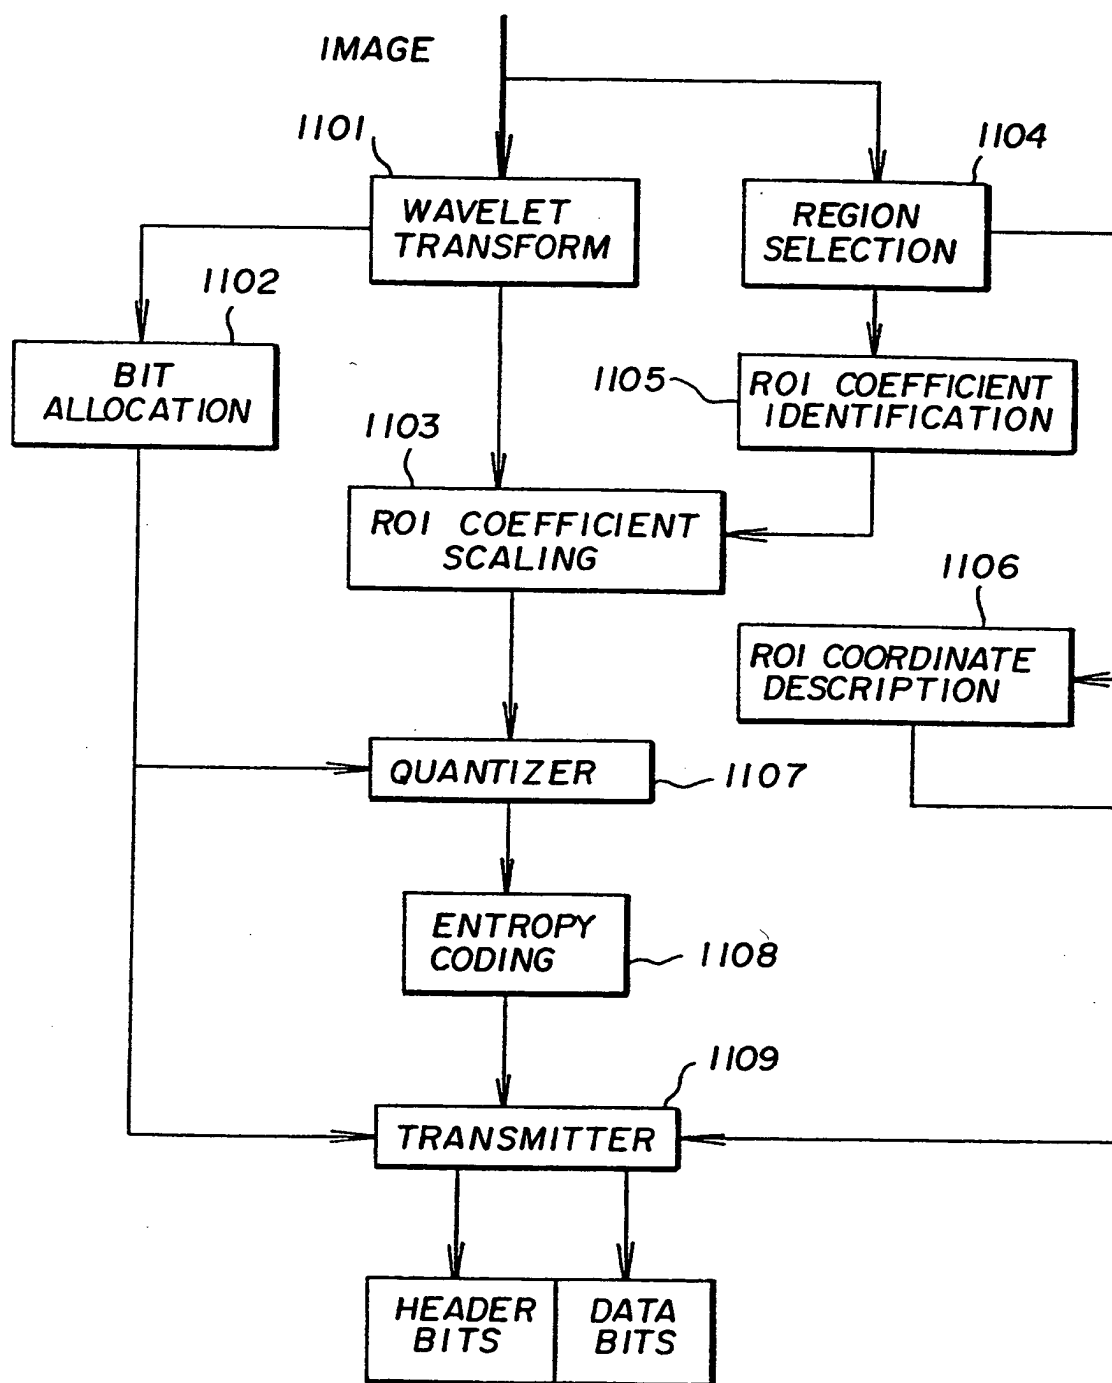 IMAGE
1101
1104
WAVELET
TRANSFORM
REGION
SELECTION
1102
BIT
ALLOCATION
1105
ROI COEFFICIENT
IDENTIFICATION
1103
ROI COEFFICIENT
SCALING
1106
ROI COORDINATE
DESCRIPTION
QUANTIZER
1107
ENTROPY
CODING
1108
1109
TRANSMITTER
HEADER
BITS
DATA
BITS